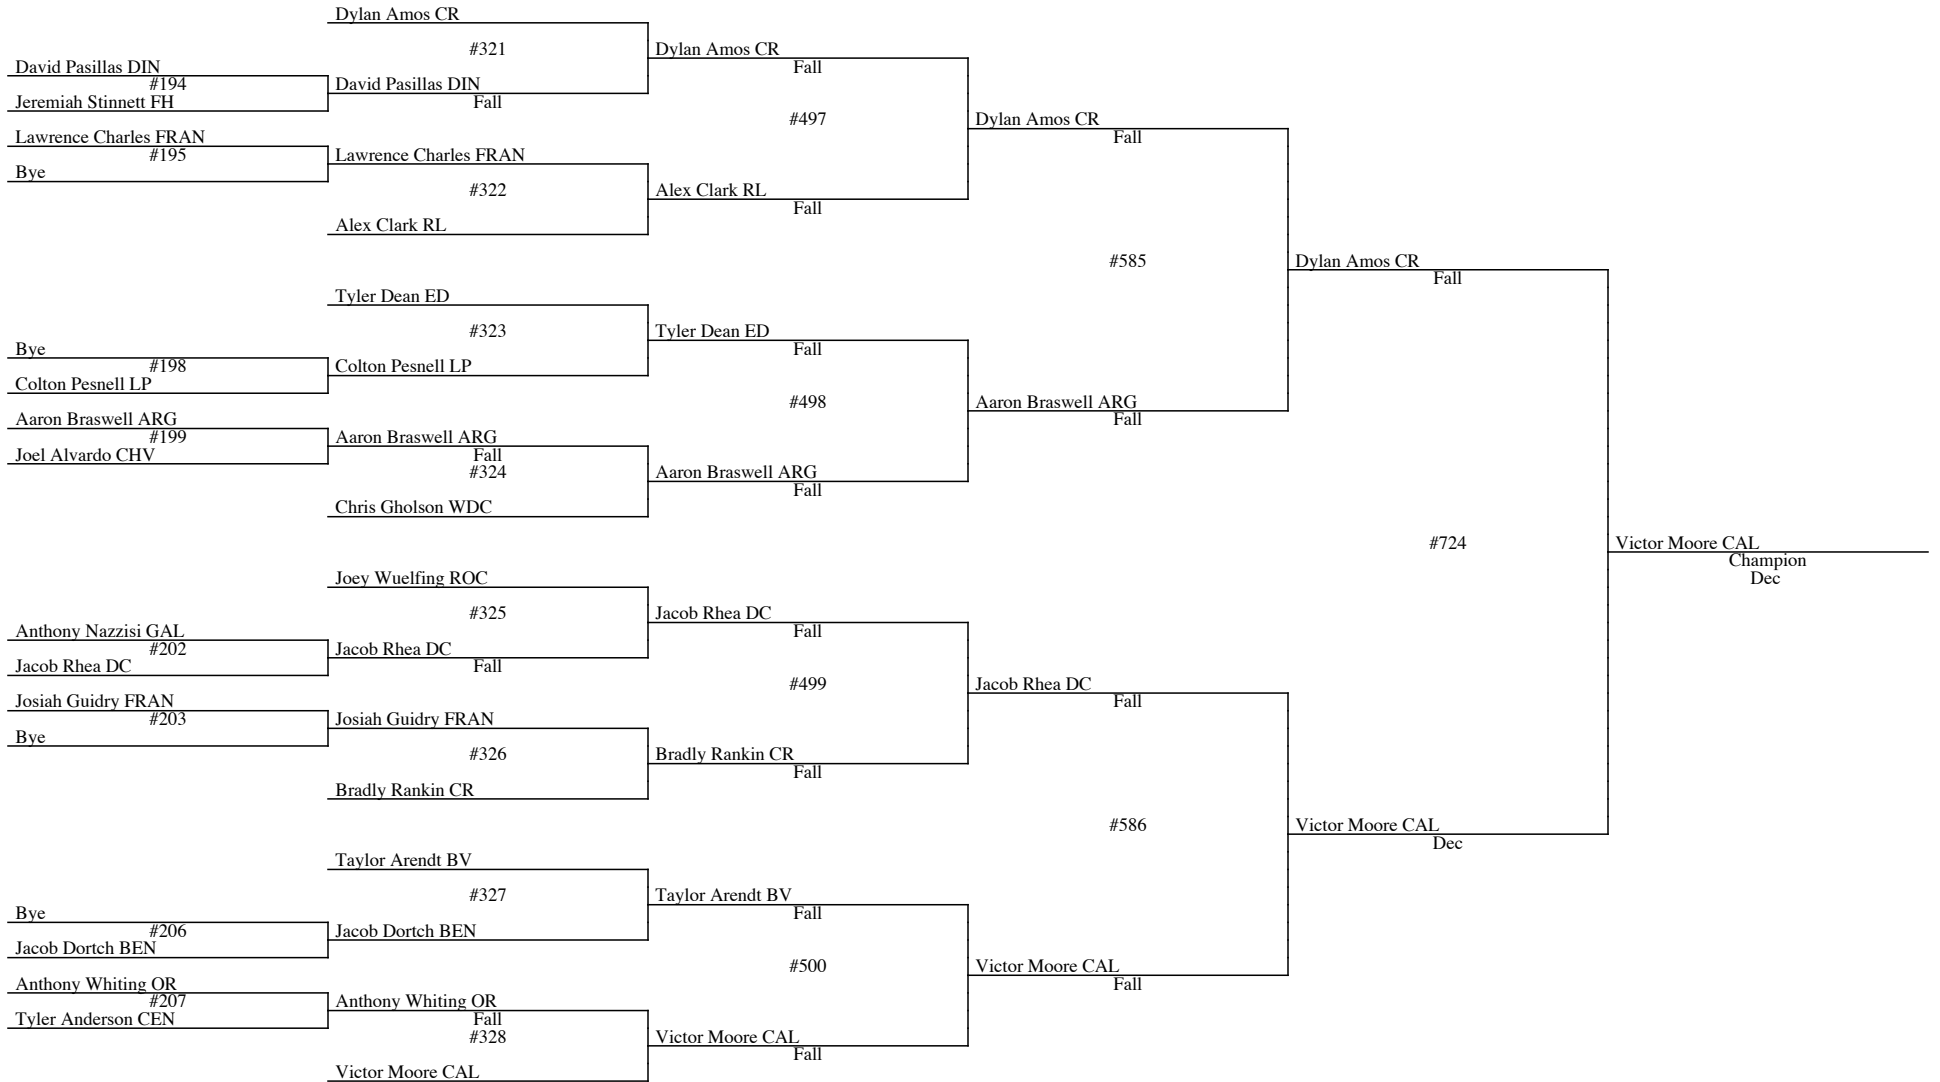 Dylan Amos CR
#321
Dylan Amos CR
David Pasillas DIN
Fall
#194
David Pasillas DIN
Jeremiah Stinnett FH
Fall
#497
Dylan Amos CR
Lawrence Charles FRAN
Fall
#195
Lawrence Charles FRAN
Bye
#322
Alex Clark RL
Fall
Alex Clark RL
#585
Dylan Amos CR
Fall
Tyler Dean ED
#323
Tyler Dean ED
Bye
Fall
#198
Colton Pesnell LP
Colton Pesnell LP
#498
Aaron Braswell ARG
Aaron Braswell ARG
Fall
#199
Aaron Braswell ARG
Joel Alvardo CHV
Fall
#324
Aaron Braswell ARG
Fall
Chris Gholson WDC
#724
Victor Moore CAL
Champion
Dec
Joey Wuelfing ROC
#325
Jacob Rhea DC
Anthony Nazzisi GAL
Fall
#202
Jacob Rhea DC
Jacob Rhea DC
Fall
#499
Jacob Rhea DC
Josiah Guidry FRAN
Fall
#203
Josiah Guidry FRAN
Bye
#326
Bradly Rankin CR
Fall
Bradly Rankin CR
#586
Victor Moore CAL
Dec
Taylor Arendt BV
#327
Taylor Arendt BV
Bye
Fall
#206
Jacob Dortch BEN
Jacob Dortch BEN
#500
Victor Moore CAL
Anthony Whiting OR
Fall
#207
Anthony Whiting OR
Tyler Anderson CEN
Fall
#328
Victor Moore CAL
Fall
Victor Moore CAL